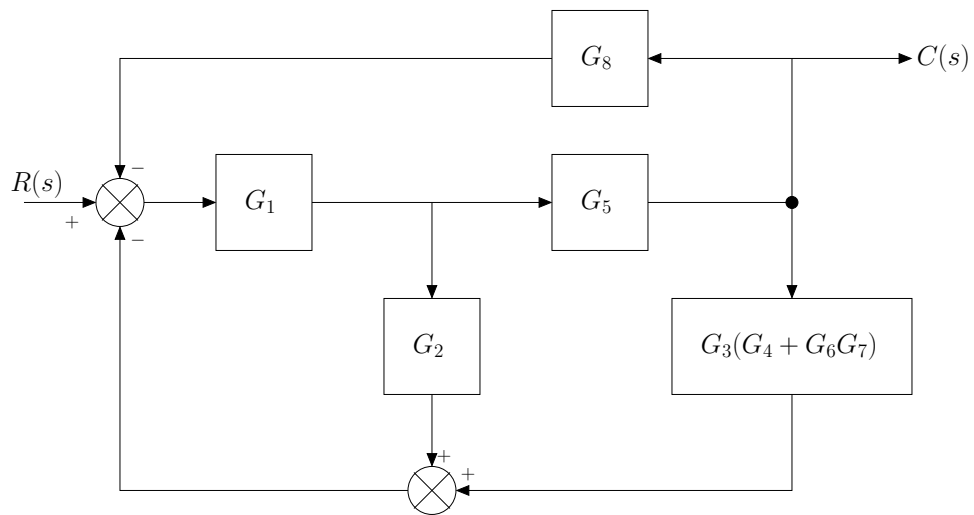 G₈
C(s)
−
R(s)
+
G₁
G₅
−
G₂
G₃(G₄ + G₆G₇)
+
+